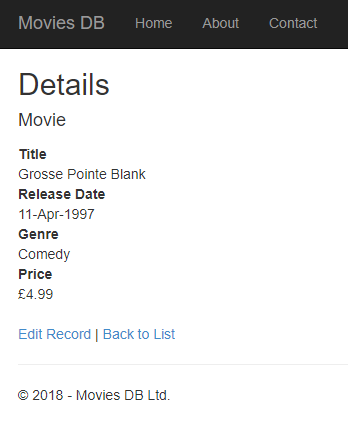 Movies DB Home About Contact
Details
Movie
Title
Grosse Pointe Blank
Release Date
11-Apr-1997
Genre
Comedy
Price
£4.99
Edit Record | Back to List
© 2018 - Movies DB Ltd.